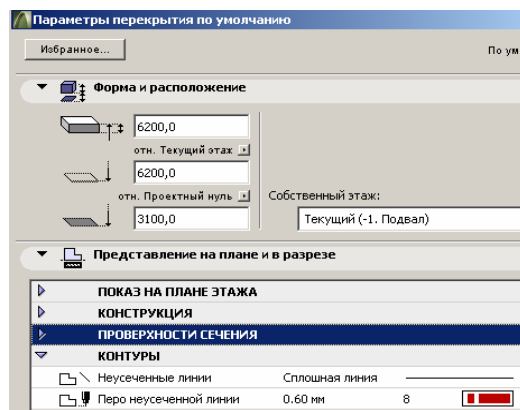 Параметры перекрытия по умолчанию
Избранное...
По ум
Форма и расположение
6200,0
отн. Текущий этаж
6200,0
отн. Проектный нуль
Собственный этаж:
3100,0
Текущий (-1. Подвал)
Представление на плане и в разрезе
ПОКАЗ НА ПЛАНЕ ЭТАЖА
КОНСТРУКЦИЯ
ПРОВЕРХНОСТИ СЕЧЕНИЯ
КОНТУРЫ
Неусеченные линии Сплошная линия
Перо неусеченной линии 0.60 мм 8